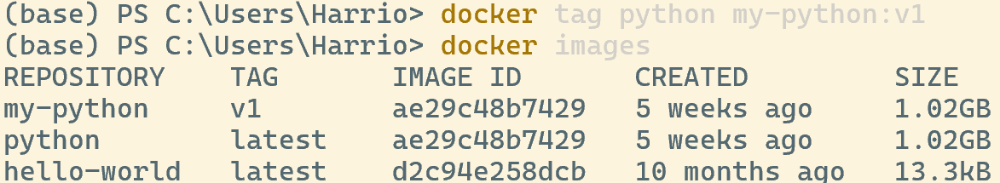 (base) PS C:\Users\Harrio> docker tag python my-python:v1
(base) PS C:\Users\Harrio> docker images
REPOSITORY TAG IMAGE ID CREATED SIZE
my-python v1 ae29c48b7429 5 weeks ago 1.02GB
python latest ae29c48b7429 5 weeks ago 1.02GB
hello-world latest d2c94e258dcb 10 months ago 13.3kB